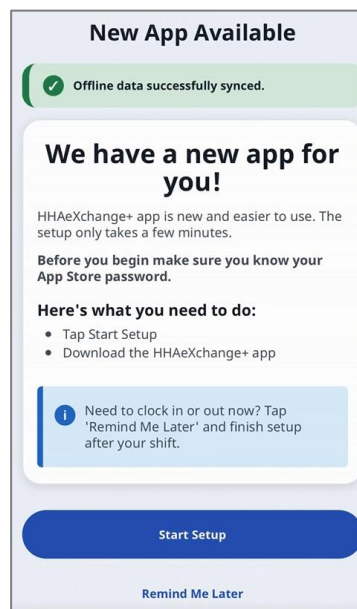 New App Available
Offline data successfully synced.
We have a new app for
you!
HHAeXchange+ app is new and easier to use. The
setup only takes a few minutes.
Before you begin make sure you know your
App Store password.
Here's what you need to do:
• Tap Start Setup
• Download the HHAeXchange+ app
Need to clock in or out now? Tap
'Remind Me Later' and finish setup
after your shift.
Start Setup
Remind Me Later